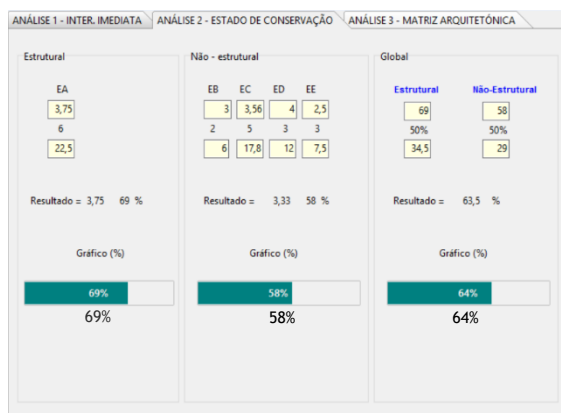 ANÁLISE 1 - INTER. IMEDIATA ANÁLISE 2 - ESTADO DE CONSERVAÇÃO ANÁLISE 3 - MATRIZ ARQUITETÓNICA
Estrutural
EA
3,75
6
22,5
Resultado = 3,75 69 %
Gráfico (%)
69%
69%
Não - estrutural
EB EC ED EE
3 3,56 4 2,5
2 5 3 3
6 17,8 12 7,5
Resultado = 3,33 58 %
Gráfico (%)
58%
58%
Global
Estrutural Não-Estrutural
69 58
50% 50%
34,5 29
Resultado = 63,5 %
Gráfico (%)
64%
64%